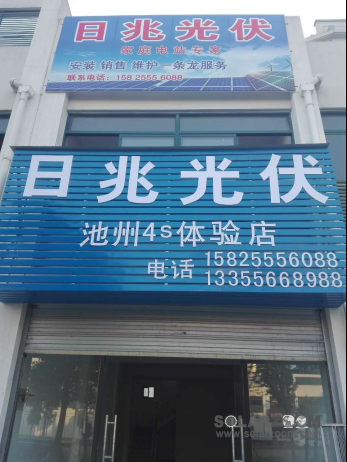 日兆光伏
家庭电站专家
安装 销售 维护一条龙服务
联系电话：158 2555 6088
日兆光伏
池州4s体验店
电话 15825556088
13355668988